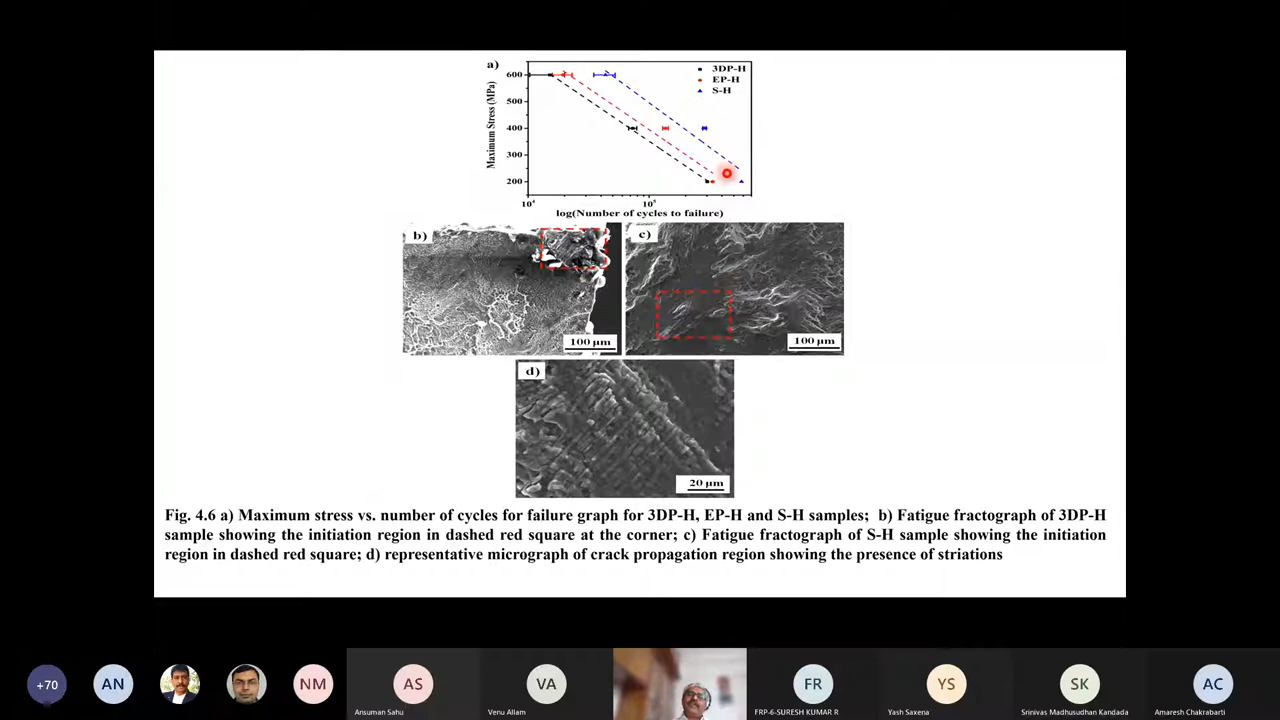 a)
3DP-H
EP-H
S-H
Maximum Stress (MPa)
600
500
400
300
200
10⁴
10⁵
log(Number of cycles to failure)
b)
100 µm
c)
100 µm
d)
20 µm
Fig. 4.6 a) Maximum stress vs. number of cycles for failure graph for 3DP-H, EP-H and S-H samples; b) Fatigue fractograph of 3DP-H
sample showing the initiation region in dashed red square at the corner; c) Fatigue fractograph of S-H sample showing the initiation
region in dashed red square; d) representative micrograph of crack propagation region showing the presence of striations
+70
AN
NM
AS
Ansuman Sahu
VA
Venu Allam
FR
FRP-6-SURESH KUMAR R
YS
Yash Saxena
SK
Srinivas Madhusudhan Kandada
AC
Amaresh Chakrabarti